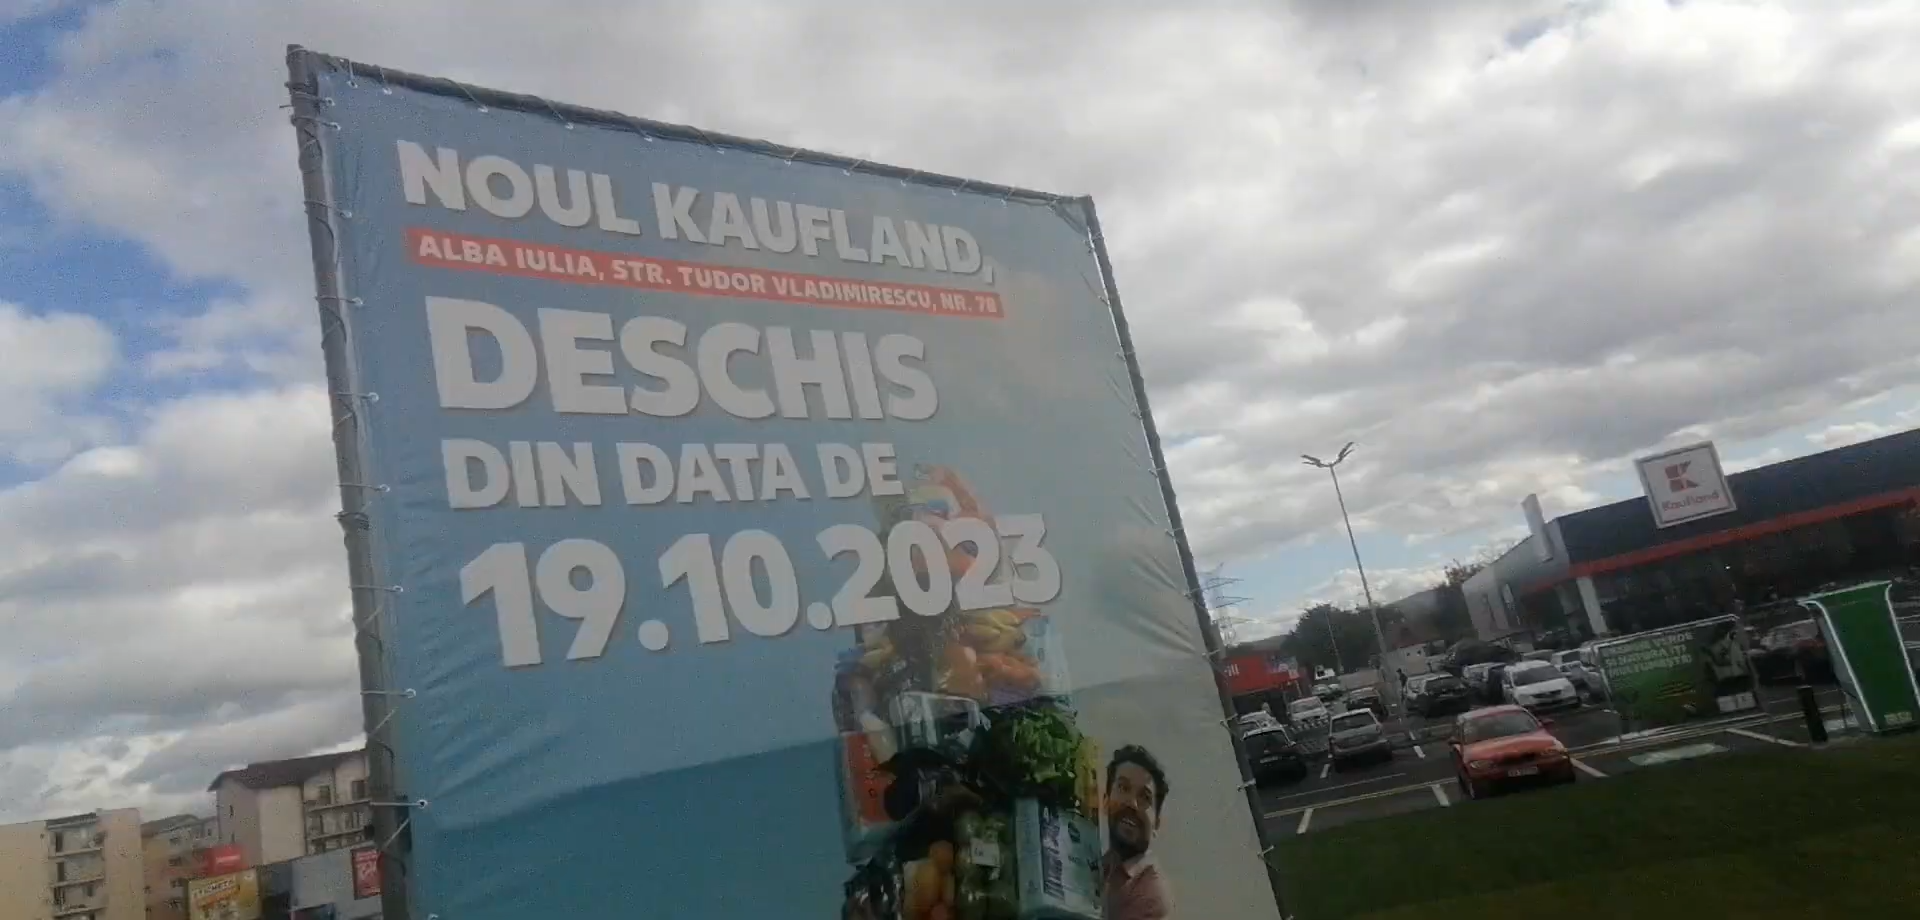 NOUL KAUFLAND,
ALBA IULIA, STR. TUDOR VLADIMIRESCU, NR. 78
DESCHIS
DIN DATA DE
19.10.2023
Kaufland